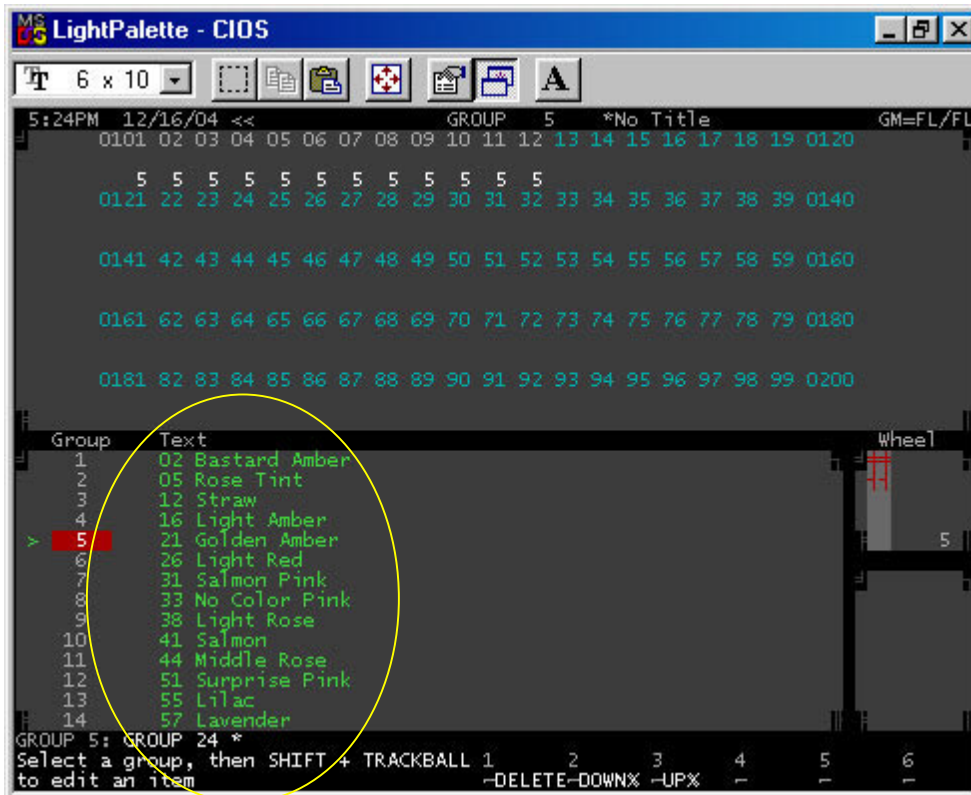 LightPalette - CIOS
6 x 10
A
5:24PM 12/16/04 << GROUP 5 *No Title GM=FL/FL
0101 02 03 04 05 06 07 08 09 10 11 12 13 14 15 16 17 18 19 0120
5 5 5 5 5 5 5 5 5 5 5 5
0121 22 23 24 25 26 27 28 29 30 31 32 33 34 35 36 37 38 39 0140
0141 42 43 44 45 46 47 48 49 50 51 52 53 54 55 56 57 58 59 0160
0161 62 63 64 65 66 67 68 69 70 71 72 73 74 75 76 77 78 79 0180
0181 82 83 84 85 86 87 88 89 90 91 92 93 94 95 96 97 98 99 0200
Group Text Wheel
1 02 Bastard Amber
2 05 Rose Tint
3 12 Straw
4 16 Light Amber
> 5 21 Golden Amber 5
6 26 Light Red
7 31 Salmon Pink
8 33 No Color Pink
9 38 Light Rose
10 41 Salmon
11 44 Middle Rose
12 51 Surprise Pink
13 55 Lilac
14 57 Lavender
GROUP 5: GROUP 24 *
Select a group, then SHIFT + TRACKBALL 1 2 3 4 5 6
to edit an item DELETE DOWN% UP%